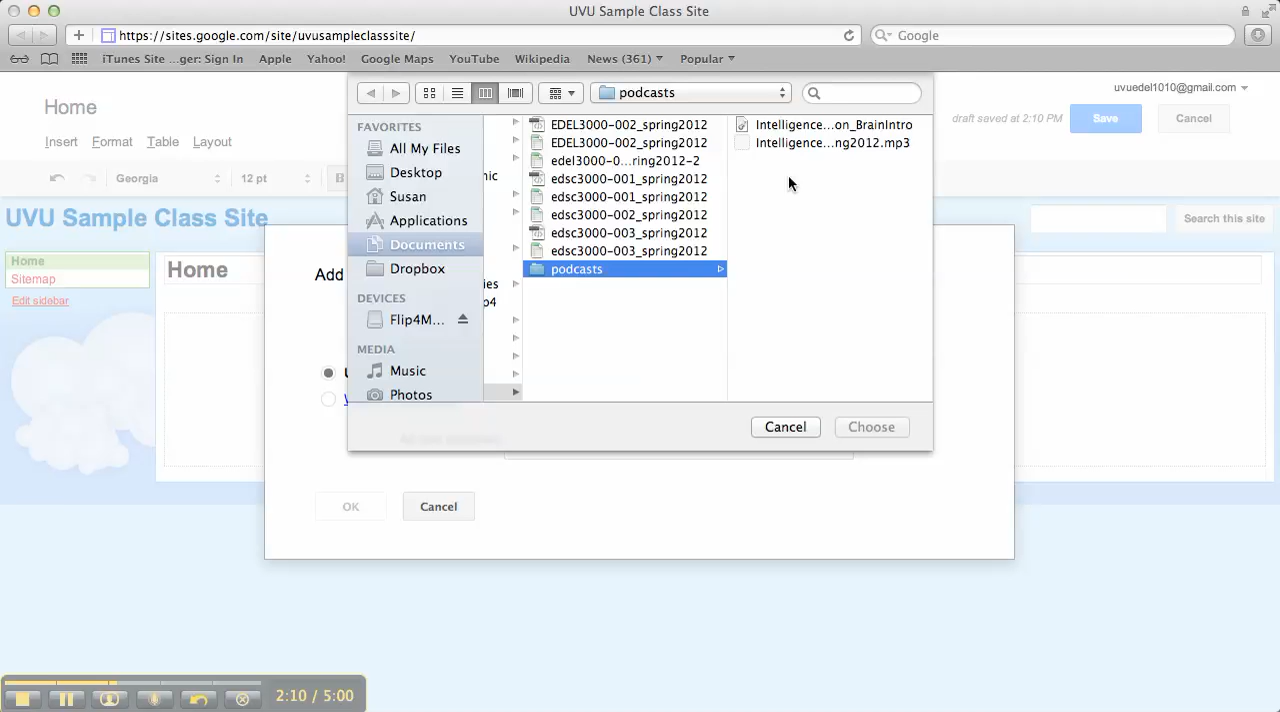 UVU Sample Class Site
https://sites.google.com/site/uvusampleclasssite/
Google
iTunes Site ...ger: Sign In
Apple
Yahoo!
Google Maps
YouTube
Wikipedia
News (361)
Popular
podcasts
uvuedel1010@gmail.com
Home
draft saved at 2:10 PM
Save
Cancel
Insert
Format
Table
Layout
Georgia
12 pt
B
UVU Sample Class Site
Search this site
Home
Sitemap
Edit sidebar
Home
Add
FAVORITES
All My Files
Desktop
Susan
Applications
Documents
Dropbox
DEVICES
Flip4M...
MEDIA
Music
Photos
nic
ies
p4
EDEL3000-002_spring2012
EDEL3000-002_spring2012
edel3000-0...ring2012-2
edsc3000-001_spring2012
edsc3000-001_spring2012
edsc3000-002_spring2012
edsc3000-003_spring2012
edsc3000-003_spring2012
podcasts
Intelligence...on_BrainIntro
Intelligence...ng2012.mp3
Cancel
Choose
OK
Cancel
2:10 / 5:00